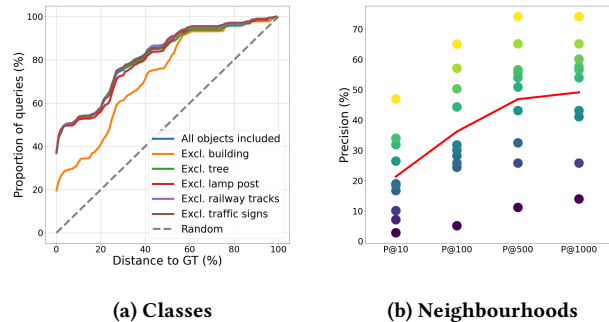 100
80
60
40
20
0
Proportion of queries (%)
All objects included
Excl. building
Excl. tree
Excl. lamp post
Excl. railway tracks
Excl. traffic signs
Random
0 20 40 60 80 100
Distance to GT (%)
(a) Classes
70
60
50
40
30
20
10
0
Precision (%)
P@10 P@100 P@500 P@1000
(b) Neighbourhoods